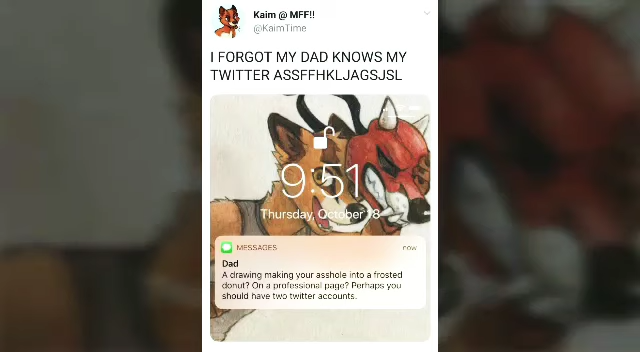 Kaim @ MFF!!
@KaimTime
I FORGOT MY DAD KNOWS MY
TWITTER ASSFFHKLJAGSJSL
9:51
Thursday, October 18
MESSAGES
now
Dad
A drawing making your asshole into a frosted
donut? On a professional page? Perhaps you
should have two twitter accounts.